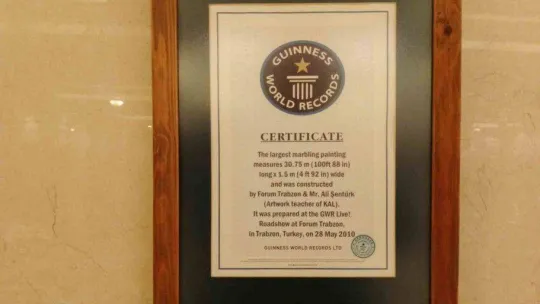 GUINNESS
WORLD RECORDS
CERTIFICATE
The largest marbling painting
measures 30.75 m (100ft 88 in)
long x 1.5 m (4 ft 92 in) wide
and was constructed
by Forum Trabzon & Mr. Ali Şentürk
(Artwork teacher of KAL).
It was prepared at the GWR Live!
Roadshow at Forum Trabzon,
in Trabzon, Turkey, on 28 May 2010
GUINNESS WORLD RECORDS LTD